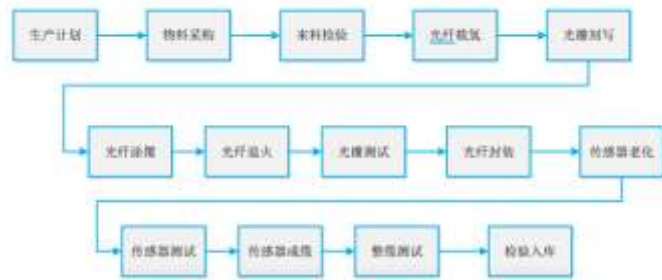 生产计划
物料采购
来料检验
光纤载氢
光栅刻写
光纤涂覆
光纤退火
光栅测试
光纤封装
传感器老化
传感器测试
传感器成缆
整缆测试
检验入库